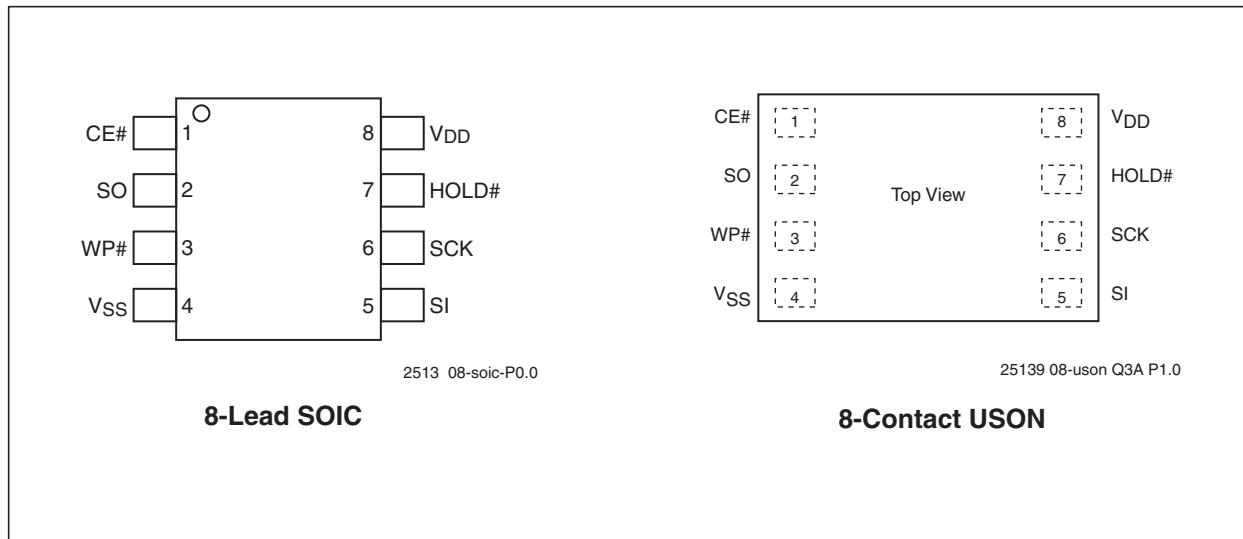 CE#
1
8
VDD
SO
2
7
HOLD#
WP#
3
6
SCK
VSS
4
5
SI
2513 08-soic-P0.0
8-Lead SOIC
CE#
1
8
VDD
SO
2
Top View
7
HOLD#
WP#
3
6
SCK
VSS
4
5
SI
25139 08-uson Q3A P1.0
8-Contact USON